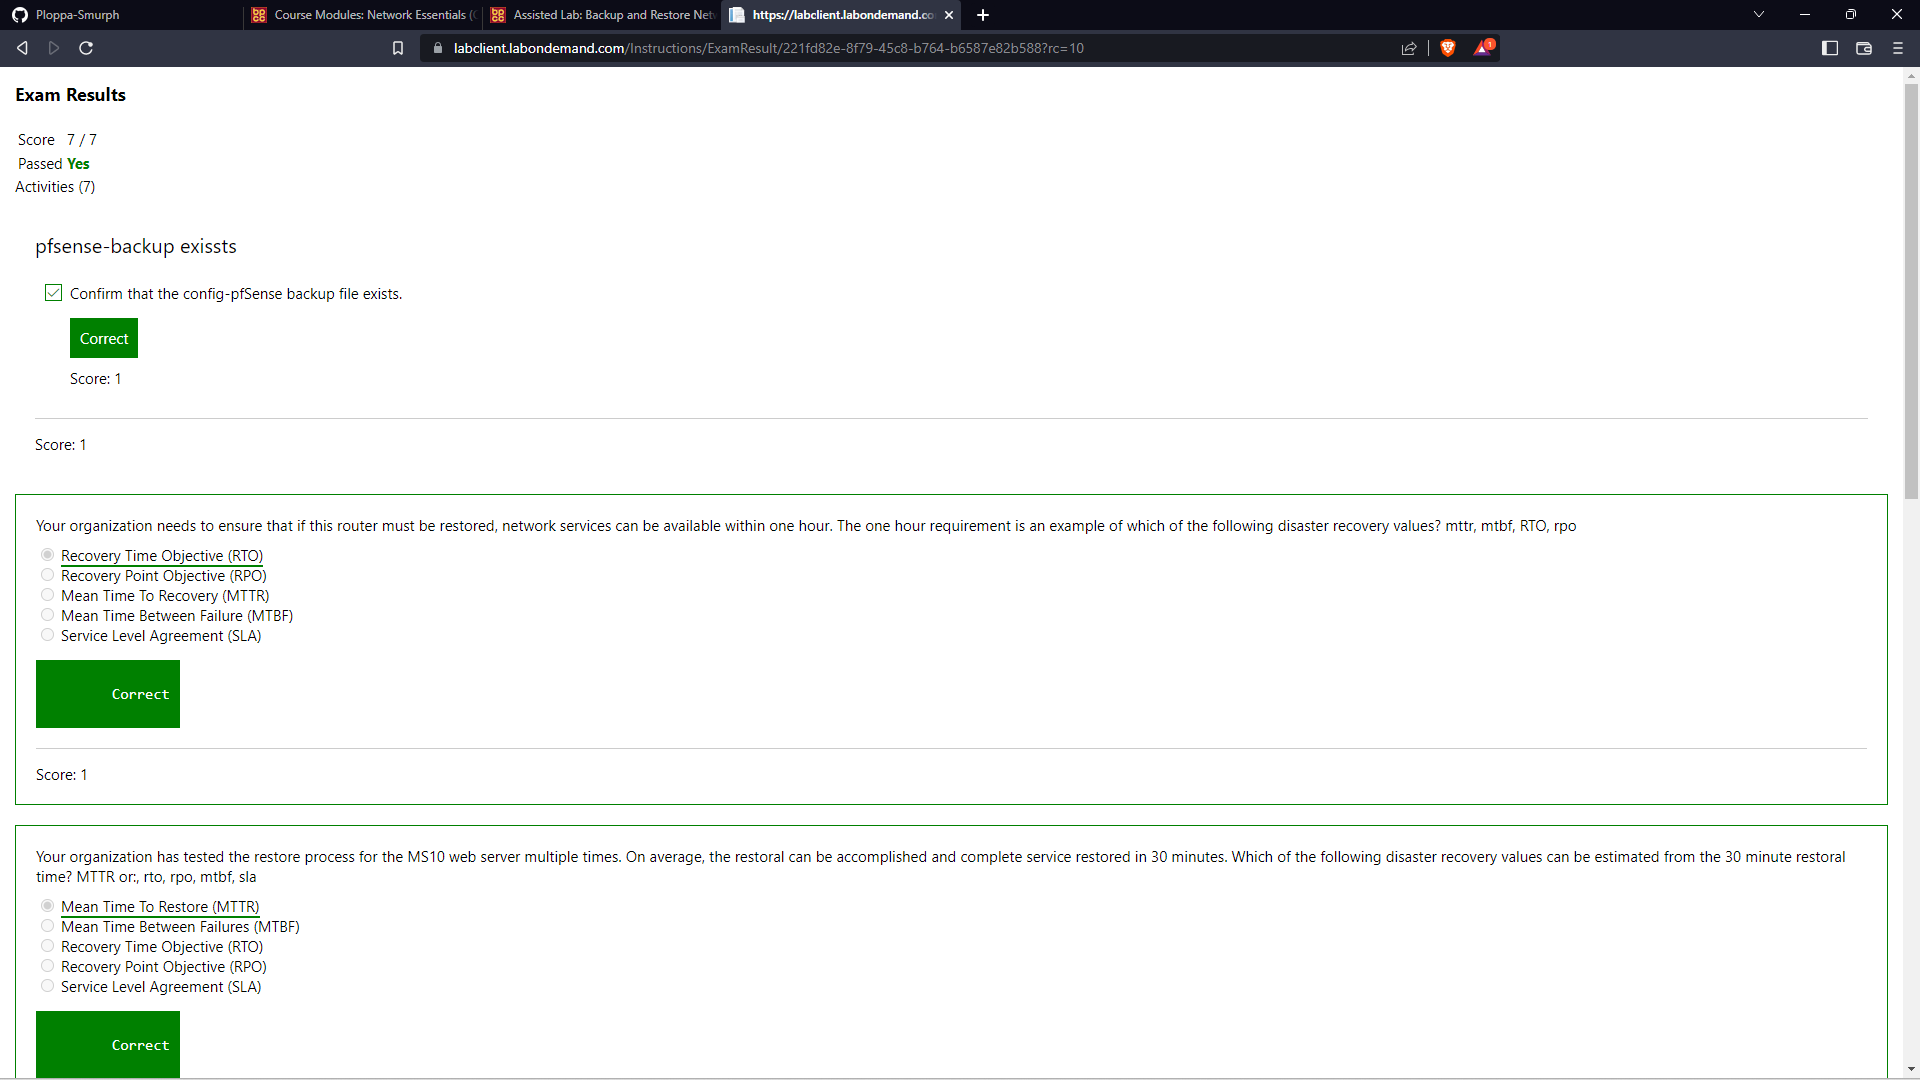 Ploppa-Smurph
Course Modules: Network Essentials (
Assisted Lab: Backup and Restore Net
https://labclient.labondemand.co
labclient.labondemand.com/Instructions/ExamResult/221fd82e-8f79-45c8-b764-b6587e82b588?rc=10
1
Exam Results
Score 7 / 7
Passed Yes
Activities (7)
pfsense-backup exissts
Confirm that the config-pfSense backup file exists.
Correct
Score: 1
Score: 1
Your organization needs to ensure that if this router must be restored, network services can be available within one hour. The one hour requirement is an example of which of the following disaster recovery values? mttr, mtbf, RTO, rpo
Recovery Time Objective (RTO)
Recovery Point Objective (RPO)
Mean Time To Recovery (MTTR)
Mean Time Between Failure (MTBF)
Service Level Agreement (SLA)
Correct
Score: 1
Your organization has tested the restore process for the MS10 web server multiple times. On average, the restoral can be accomplished and complete service restored in 30 minutes. Which of the following disaster recovery values can be estimated from the 30 minute restoral
time? MTTR or:, rto, rpo, mtbf, sla
Mean Time To Restore (MTTR)
Mean Time Between Failures (MTBF)
Recovery Time Objective (RTO)
Recovery Point Objective (RPO)
Service Level Agreement (SLA)
Correct